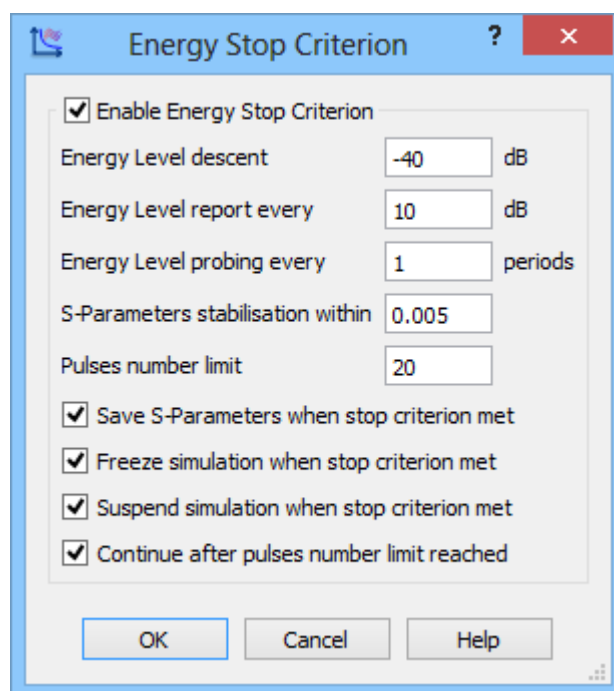 Energy Stop Criterion ? ×
Enable Energy Stop Criterion
Energy Level descent -40 dB
Energy Level report every 10 dB
Energy Level probing every 1 periods
S-Parameters stabilisation within 0.005
Pulses number limit 20
Save S-Parameters when stop criterion met
Freeze simulation when stop criterion met
Suspend simulation when stop criterion met
Continue after pulses number limit reached
OK Cancel Help